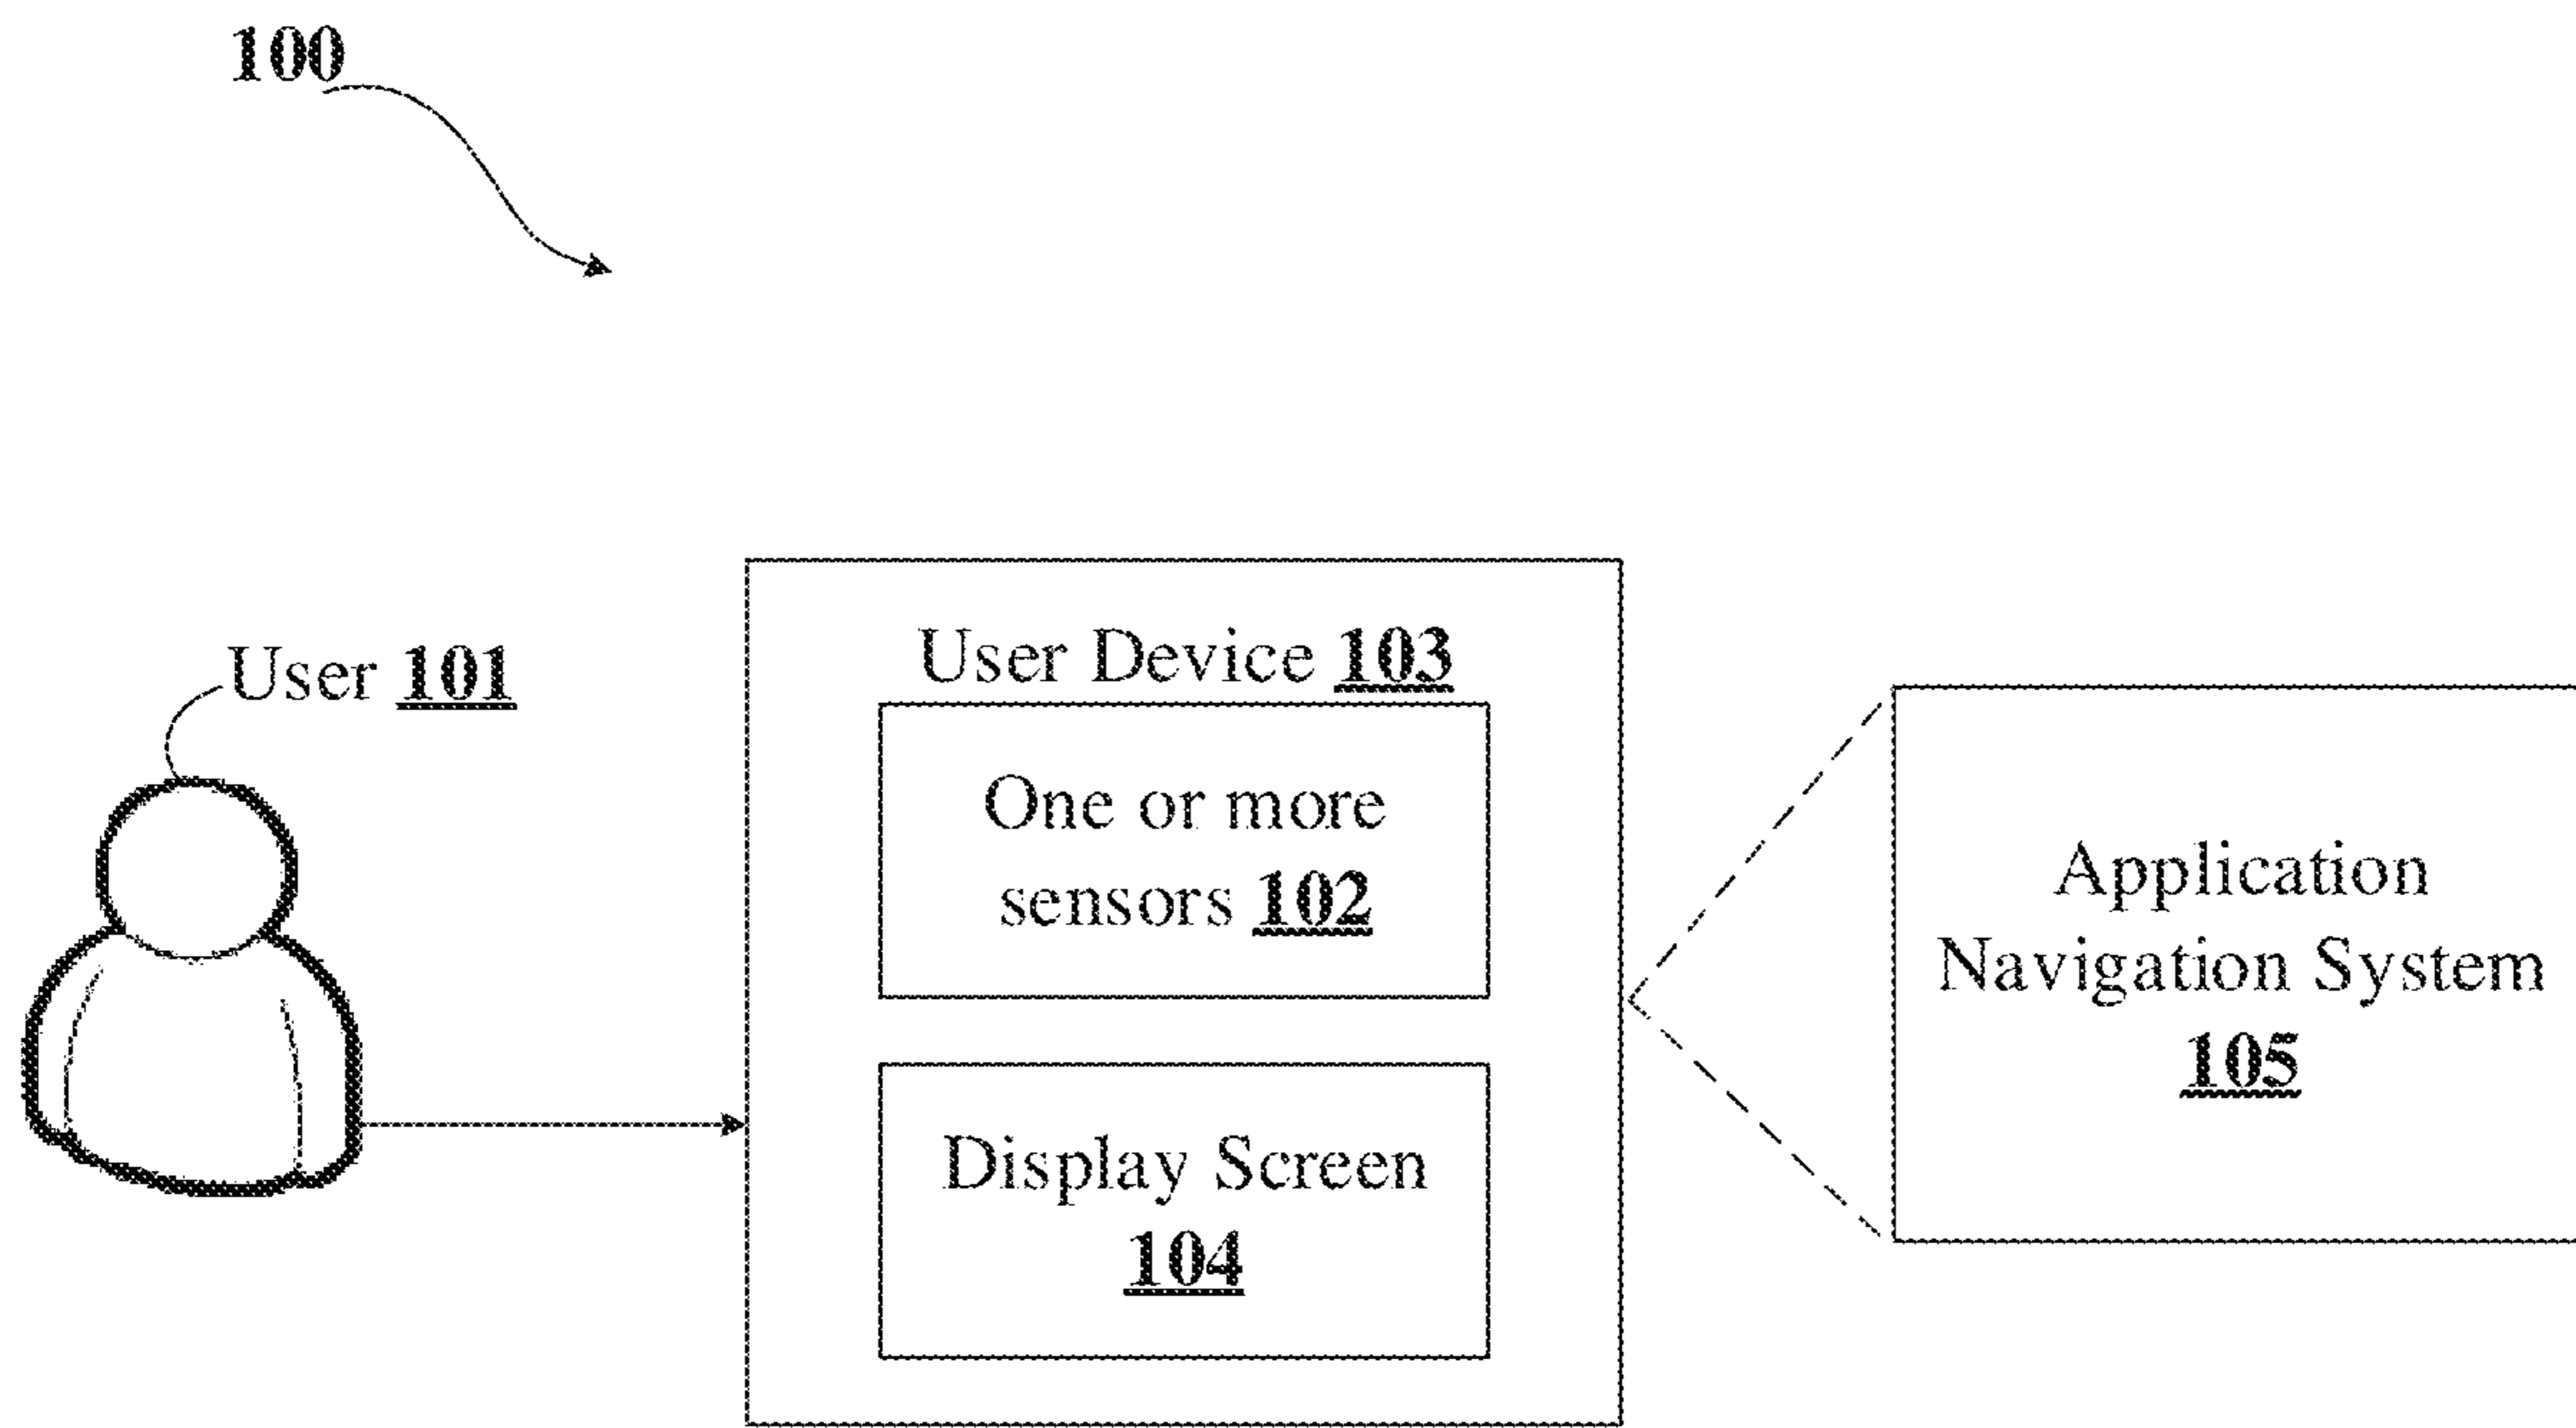 100
User 101
User Device 103
One or more
sensors 102
Display Screen
104
Application
Navigation System
105